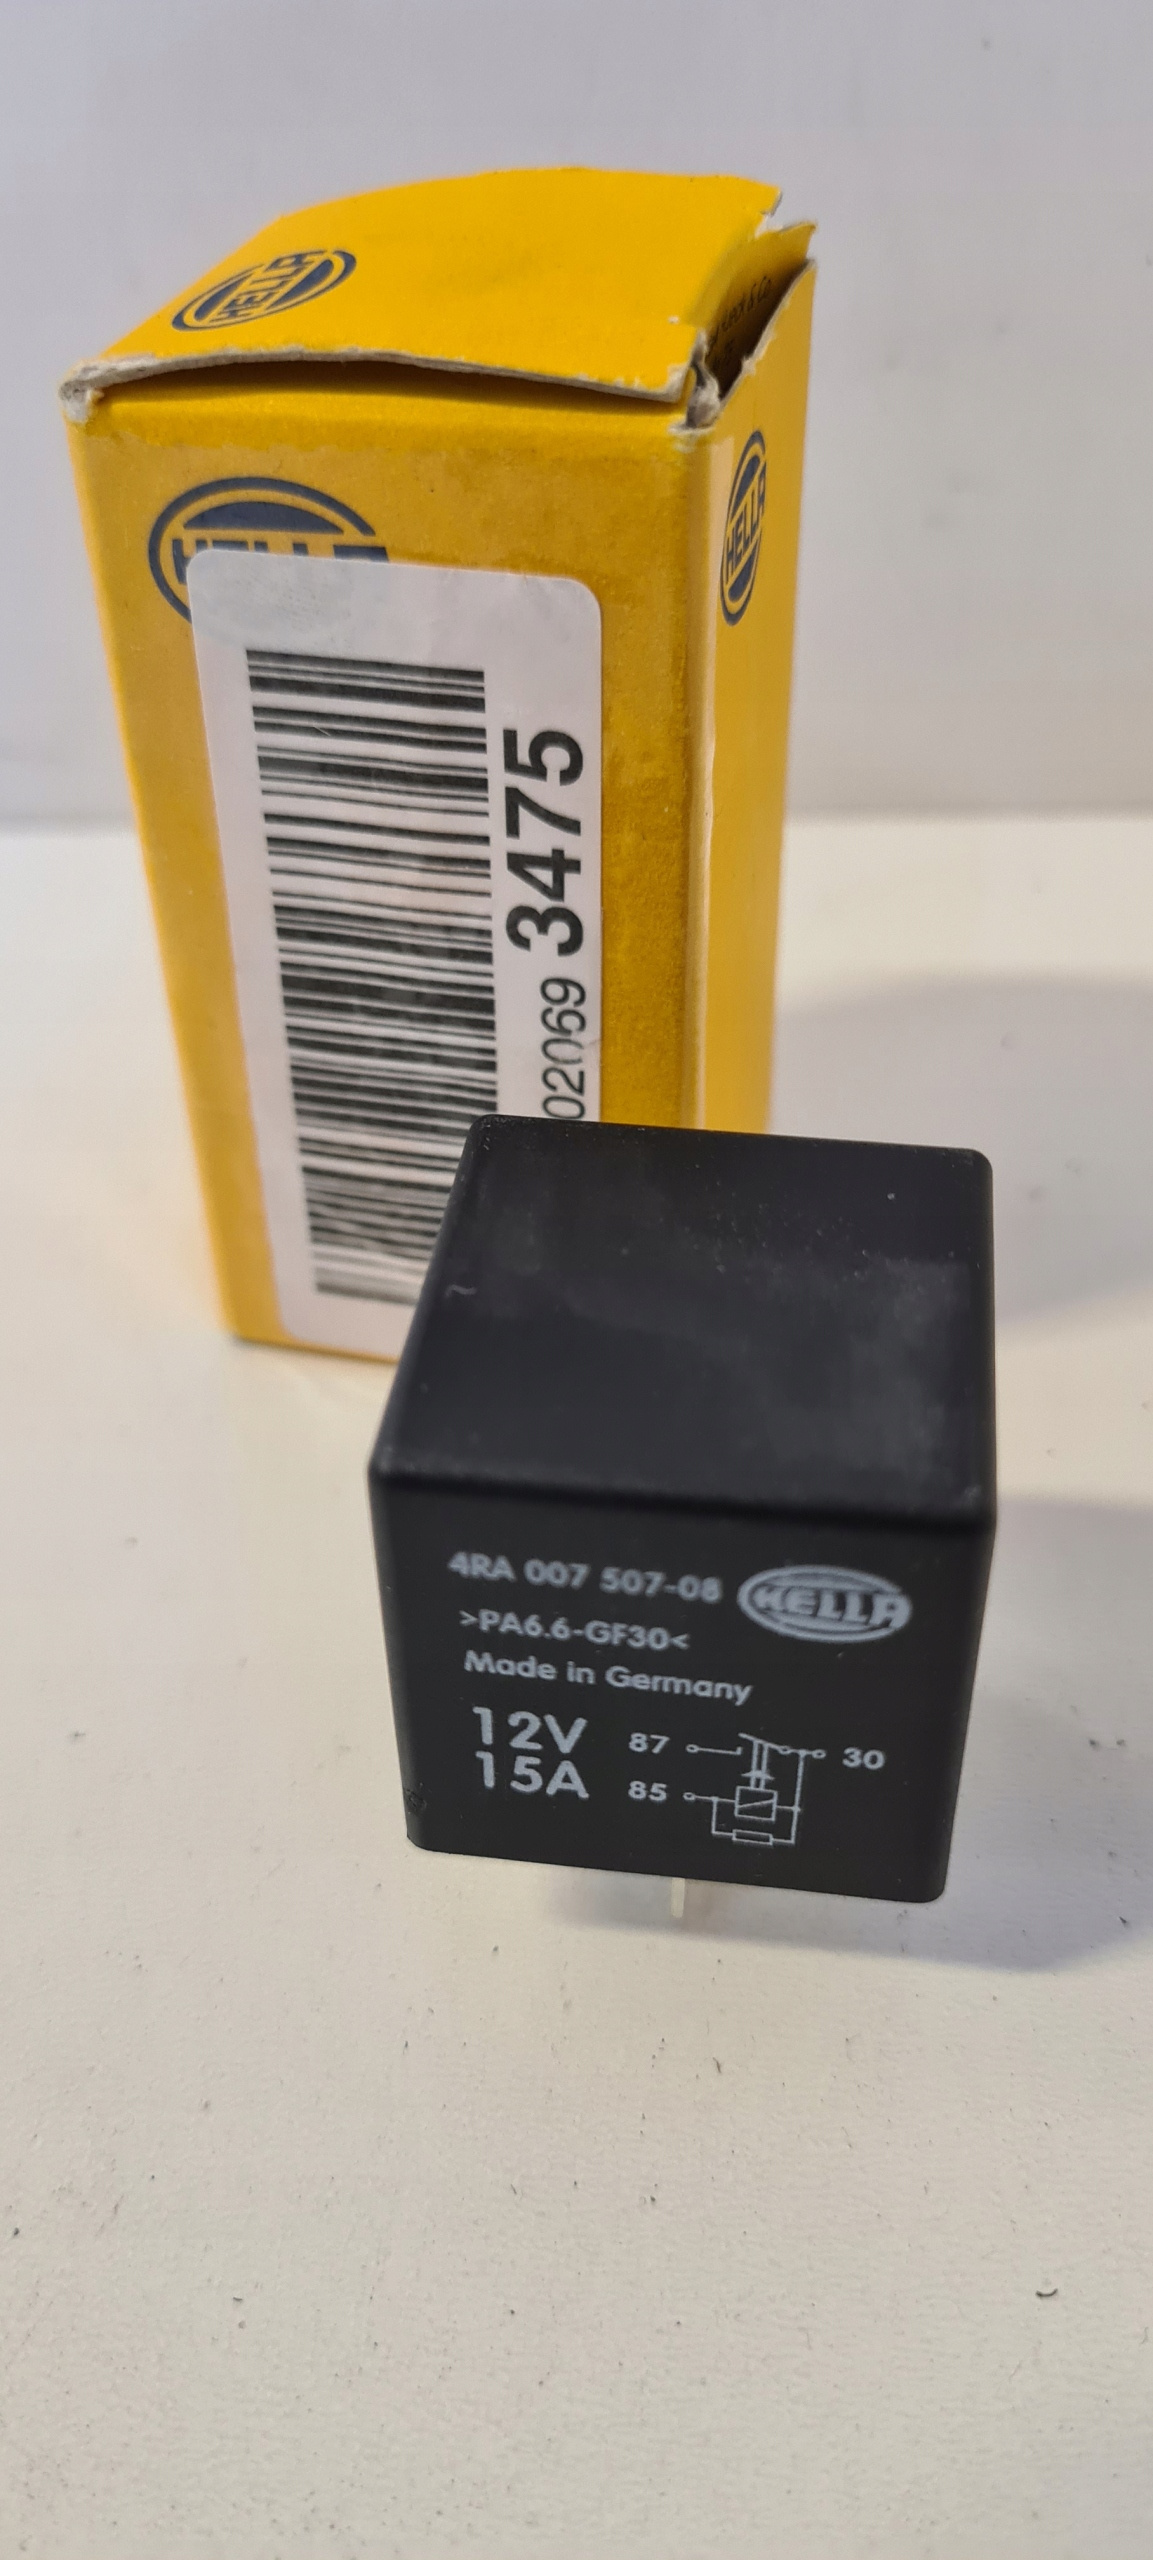 HELLA
HELLA
HELLA
02069 3475
4RA 007 507-08
HELLA
>PA6.6-GF30<
Made in Germany
12V
15A
87
30
85